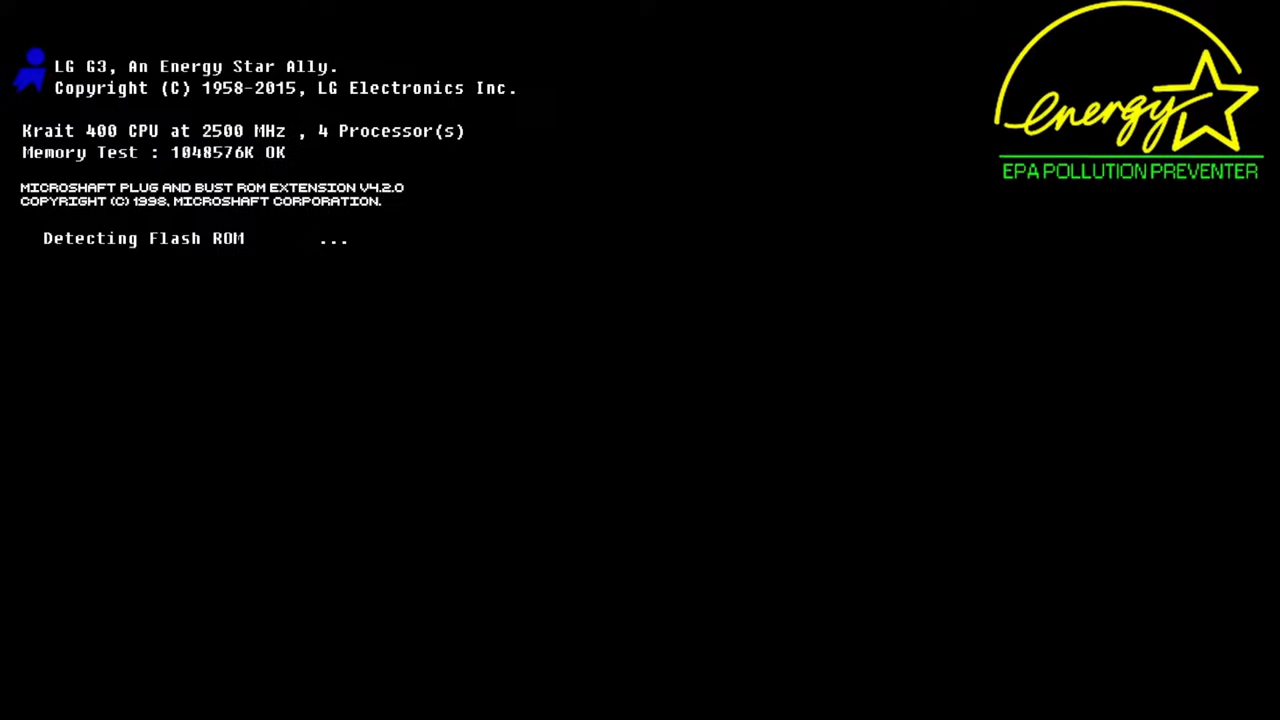 LG G3, An Energy Star Ally.
Copyright (C) 1958-2015, LG Electronics Inc.
Krait 400 CPU at 2500 MHz , 4 Processor(s)
Memory Test : 1048576K OK
MICROSHAFT PLUG AND BUST ROM EXTENSION V4.2.0
COPYRIGHT (C) 1998, MICROSHAFT CORPORATION.
Detecting Flash ROM ...
energy
EPA POLLUTION PREVENTER